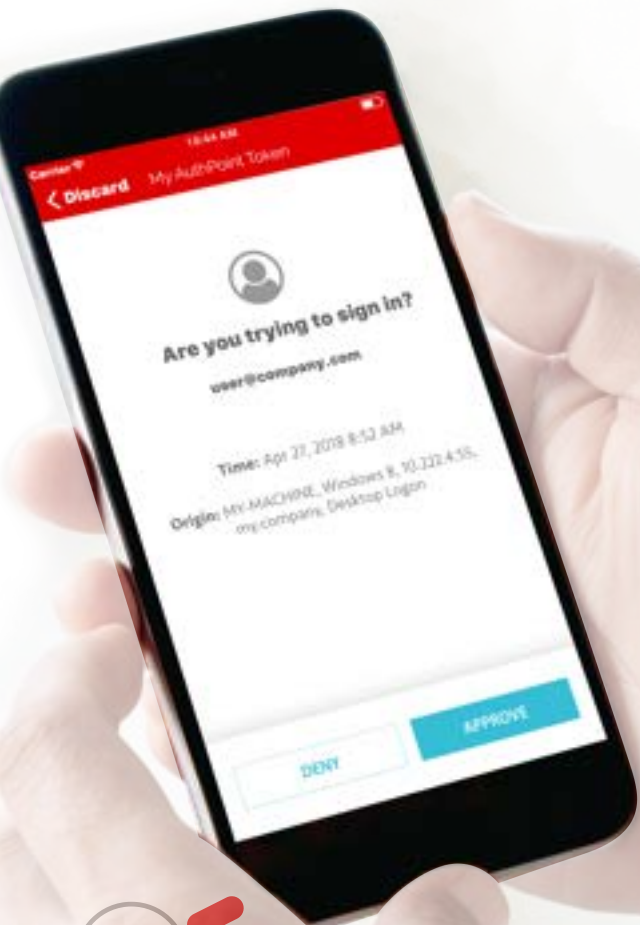 Carrier
10:44 AM
Discard My AuthPoint Token
Are you trying to sign in?
user@company.com
Time: Apr 27, 2018 8:52 AM
Origin: MY-MACHINE, Windows 8, 10.222.4.55,
my company, Desktop Logon
DENY
APPROVE